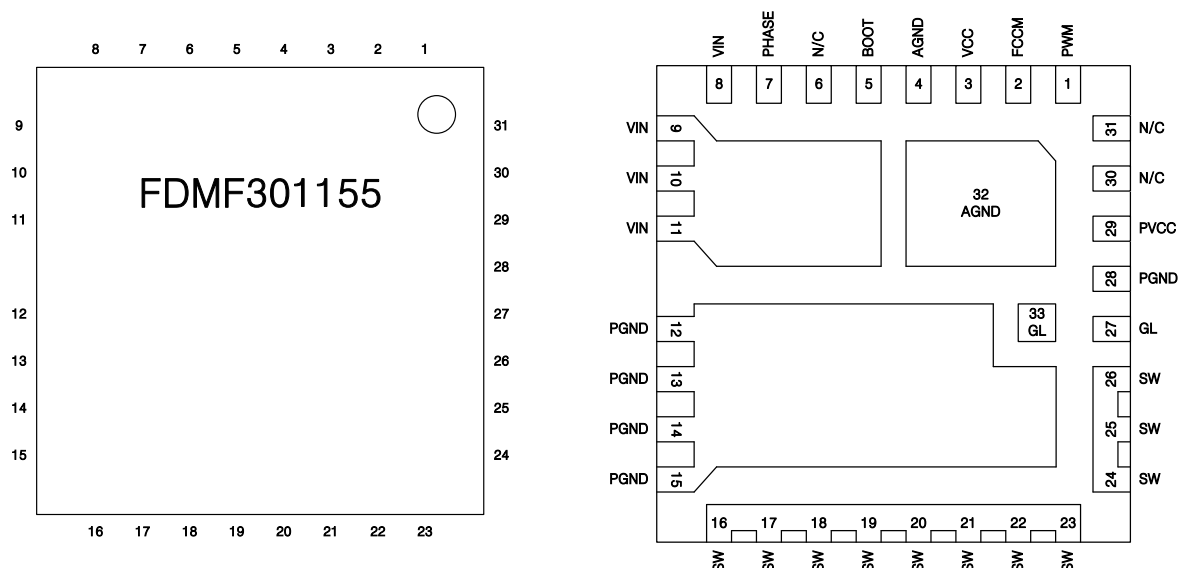 8 7 6 5 4 3 2 1
9 31
10 30
11 29
28
12 27
13 26
14 25
15 24
16 17 18 19 20 21 22 23
FDMF301155
VIN PHASE N/C BOOT AGND VCC FCCM PWM
8 7 6 5 4 3 2 1
VIN 9 31 N/C
VIN 10 30 N/C
32
AGND
VIN 11 29 PVCC
28 PGND
33
GL
PGND 12 27 GL
PGND 13 26 SW
PGND 14 25 SW
PGND 15 24 SW
16 17 18 19 20 21 22 23
SW SW SW SW SW SW SW SW